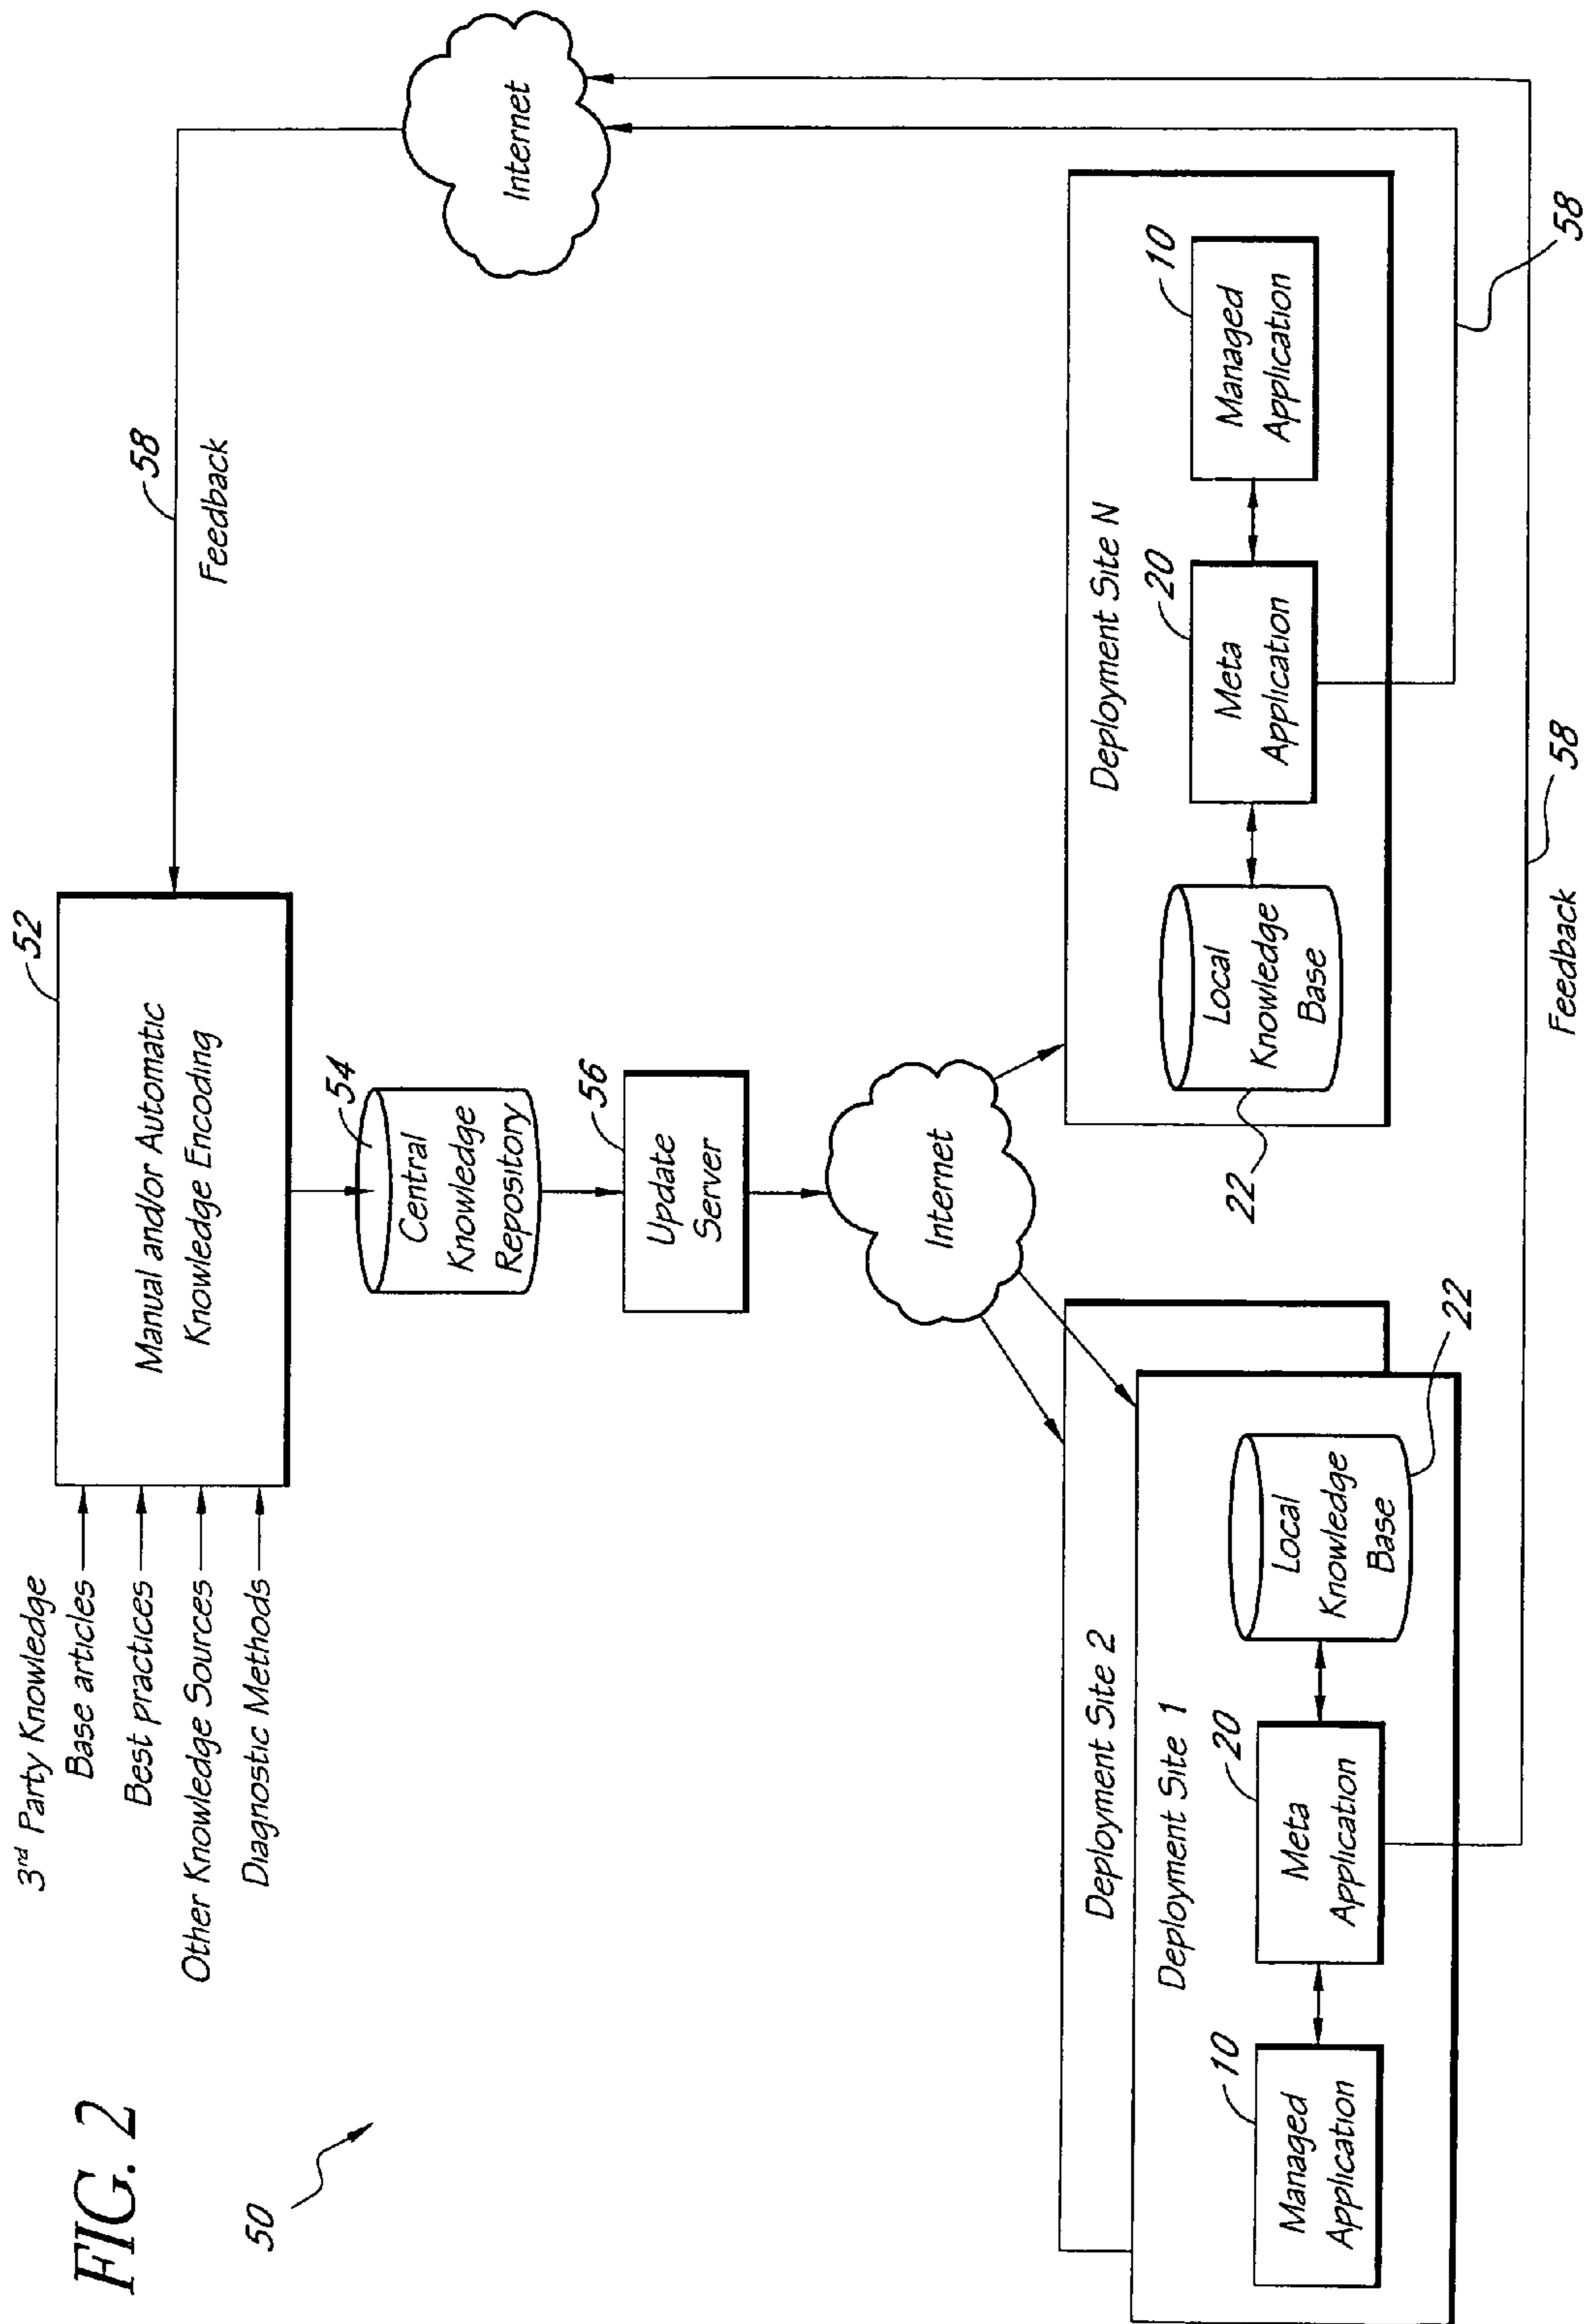 FIG. 2
50
3rd Party Knowledge
Base articles
Best practices
Other Knowledge Sources
Diagnostic Methods
52
Manual and/or Automatic
Knowledge Encoding
58
Feedback
Internet
54
Central
Knowledge
Repository
56
Update
Server
Internet
Deployment Site 2
Deployment Site 1
10
Managed
Application
20
Meta
Application
Local
Knowledge
Base
22
Deployment Site N
22
Local
Knowledge
Base
20
Meta
Application
10
Managed
Application
58
Feedback
58